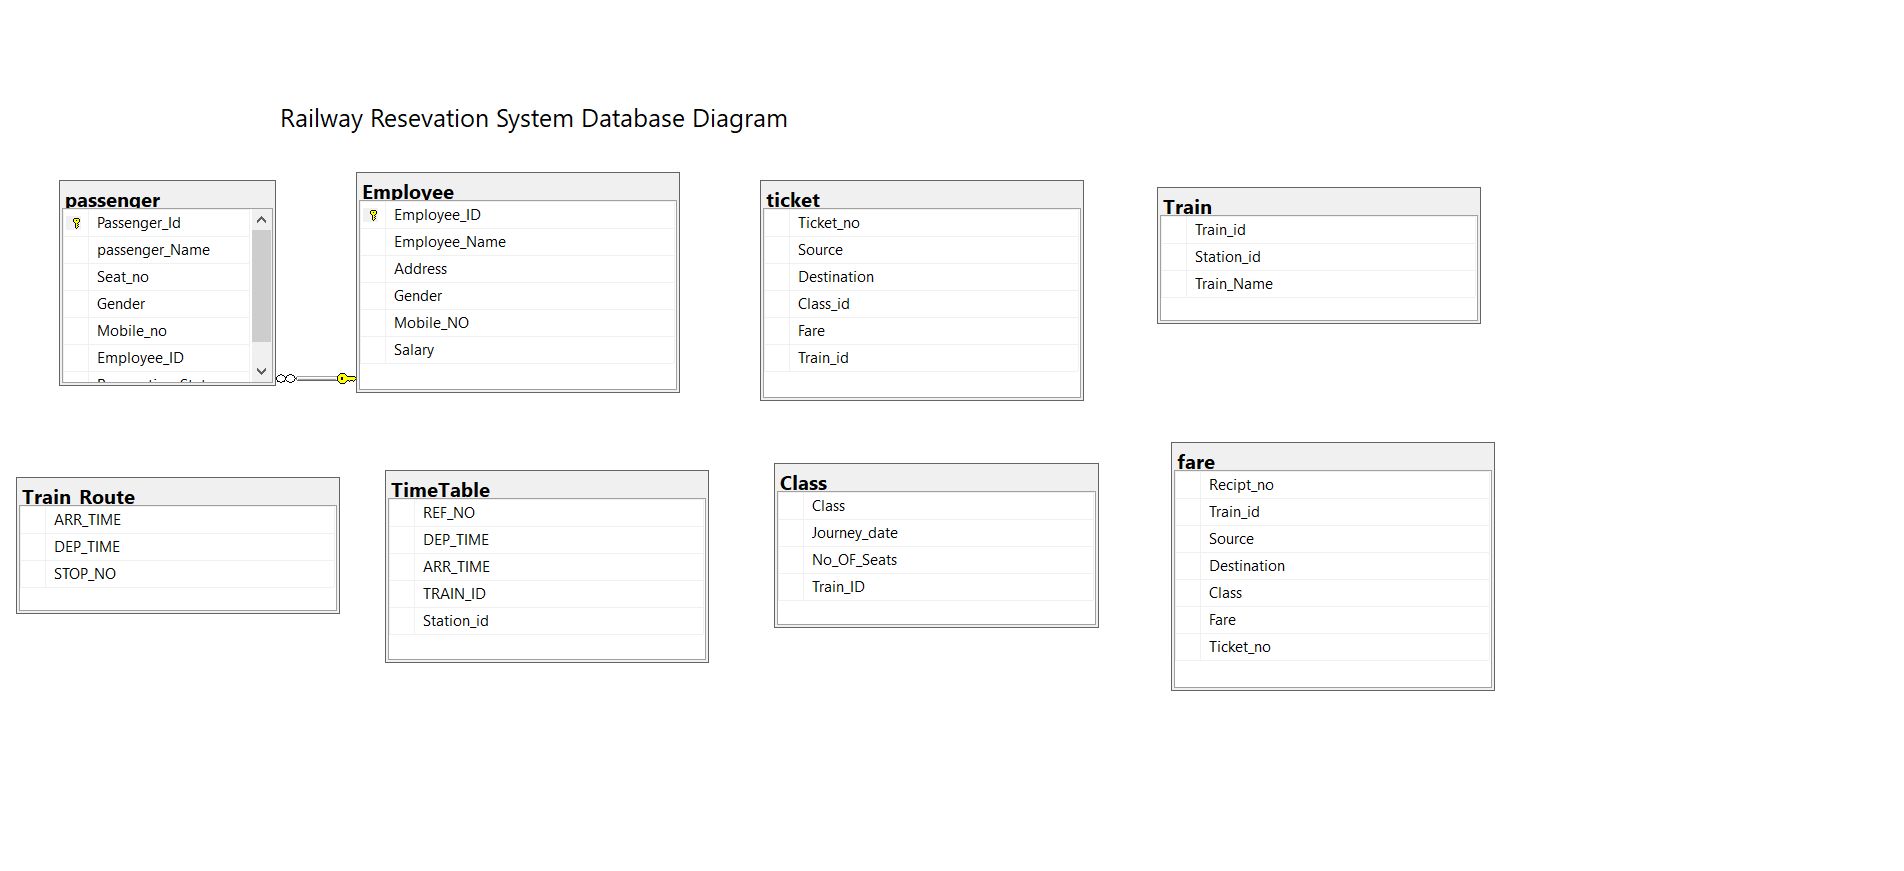 Railway Resevation System Database Diagram
passenger
Passenger_Id
passenger_Name
Seat_no
Gender
Mobile_no
Employee_ID
Employee
Employee_ID
Employee_Name
Address
Gender
Mobile_NO
Salary
ticket
Ticket_no
Source
Destination
Class_id
Fare
Train_id
Train
Train_id
Station_id
Train_Name
Train_Route
ARR_TIME
DEP_TIME
STOP_NO
TimeTable
REF_NO
DEP_TIME
ARR_TIME
TRAIN_ID
Station_id
Class
Class
Journey_date
No_OF_Seats
Train_ID
fare
Recipt_no
Train_id
Source
Destination
Class
Fare
Ticket_no